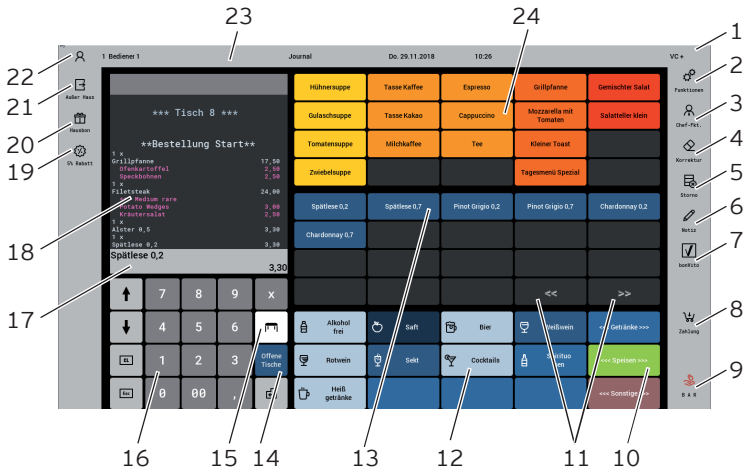 23
24
1
22
1 Bediener 1
Journal
Do. 29.11.2018
10:26
VC +
2
Funktionen
21
Außer Haus
3
Chef-Fkt.
20
Hausbon
4
Korrektur
19
5% Rabatt
5
Storno
6
Notiz
7
bonVito
8
Zahlung
9
B A R
*** Tisch 8 ***
**Bestellung Start**
1 x
Grillpfanne 17,50
Ofenkartoffel 2,50
Speckbohnen 2,50
1 x
Filetsteak 24,00
Medium rare
Potato Wedges 3,00
Kräutersalat 2,50
1 x
Alster 0,5 3,30
1 x
Spätlese 0,2 3,30
18
Spätlese 0,2
3,30
17
Hühnersuppe
Tasse Kaffee
Espresso
Grillpfanne
Gemischter Salat
Gulaschsuppe
Tasse Kakao
Cappuccino
Mozzarella mit
Tomaten
Salatteller klein
Tomatensuppe
Milchkaffee
Tee
Kleiner Toast
Zwiebelsuppe
Tagesmenü Spezial
Spätlese 0,2
Spätlese 0,7
Pinot Grigio 0,2
Pinot Grigio 0,7
Chardonnay 0,2
Chardonnay 0,7
<<
>>
7
8
9
x
4
5
6
EL
1
2
3
Offene
Tische
Esc
0
00
,
Alkohol
frei
Saft
Bier
Weißwein
<<< Getränke >>>
Rotwein
Sekt
Cocktails
<<< Speisen >>>
Heiß
getränke
<<< Sonstige >>>
16
15
14
13
12
11
10